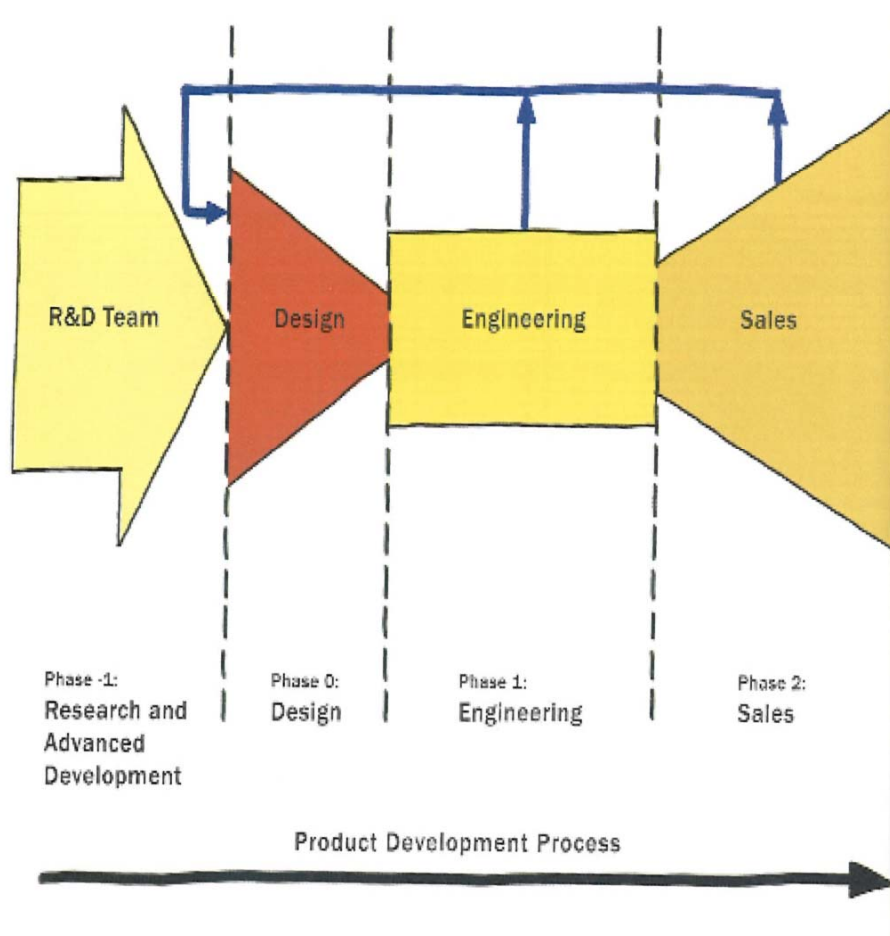 R&D Team
Design
Engineering
Sales
Phase -1:
Research and
Advanced
Development
Phase 0:
Design
Phase 1:
Engineering
Phase 2:
Sales
Product Development Process